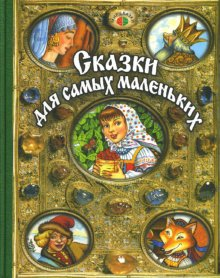 Сказки
для самых маленьких